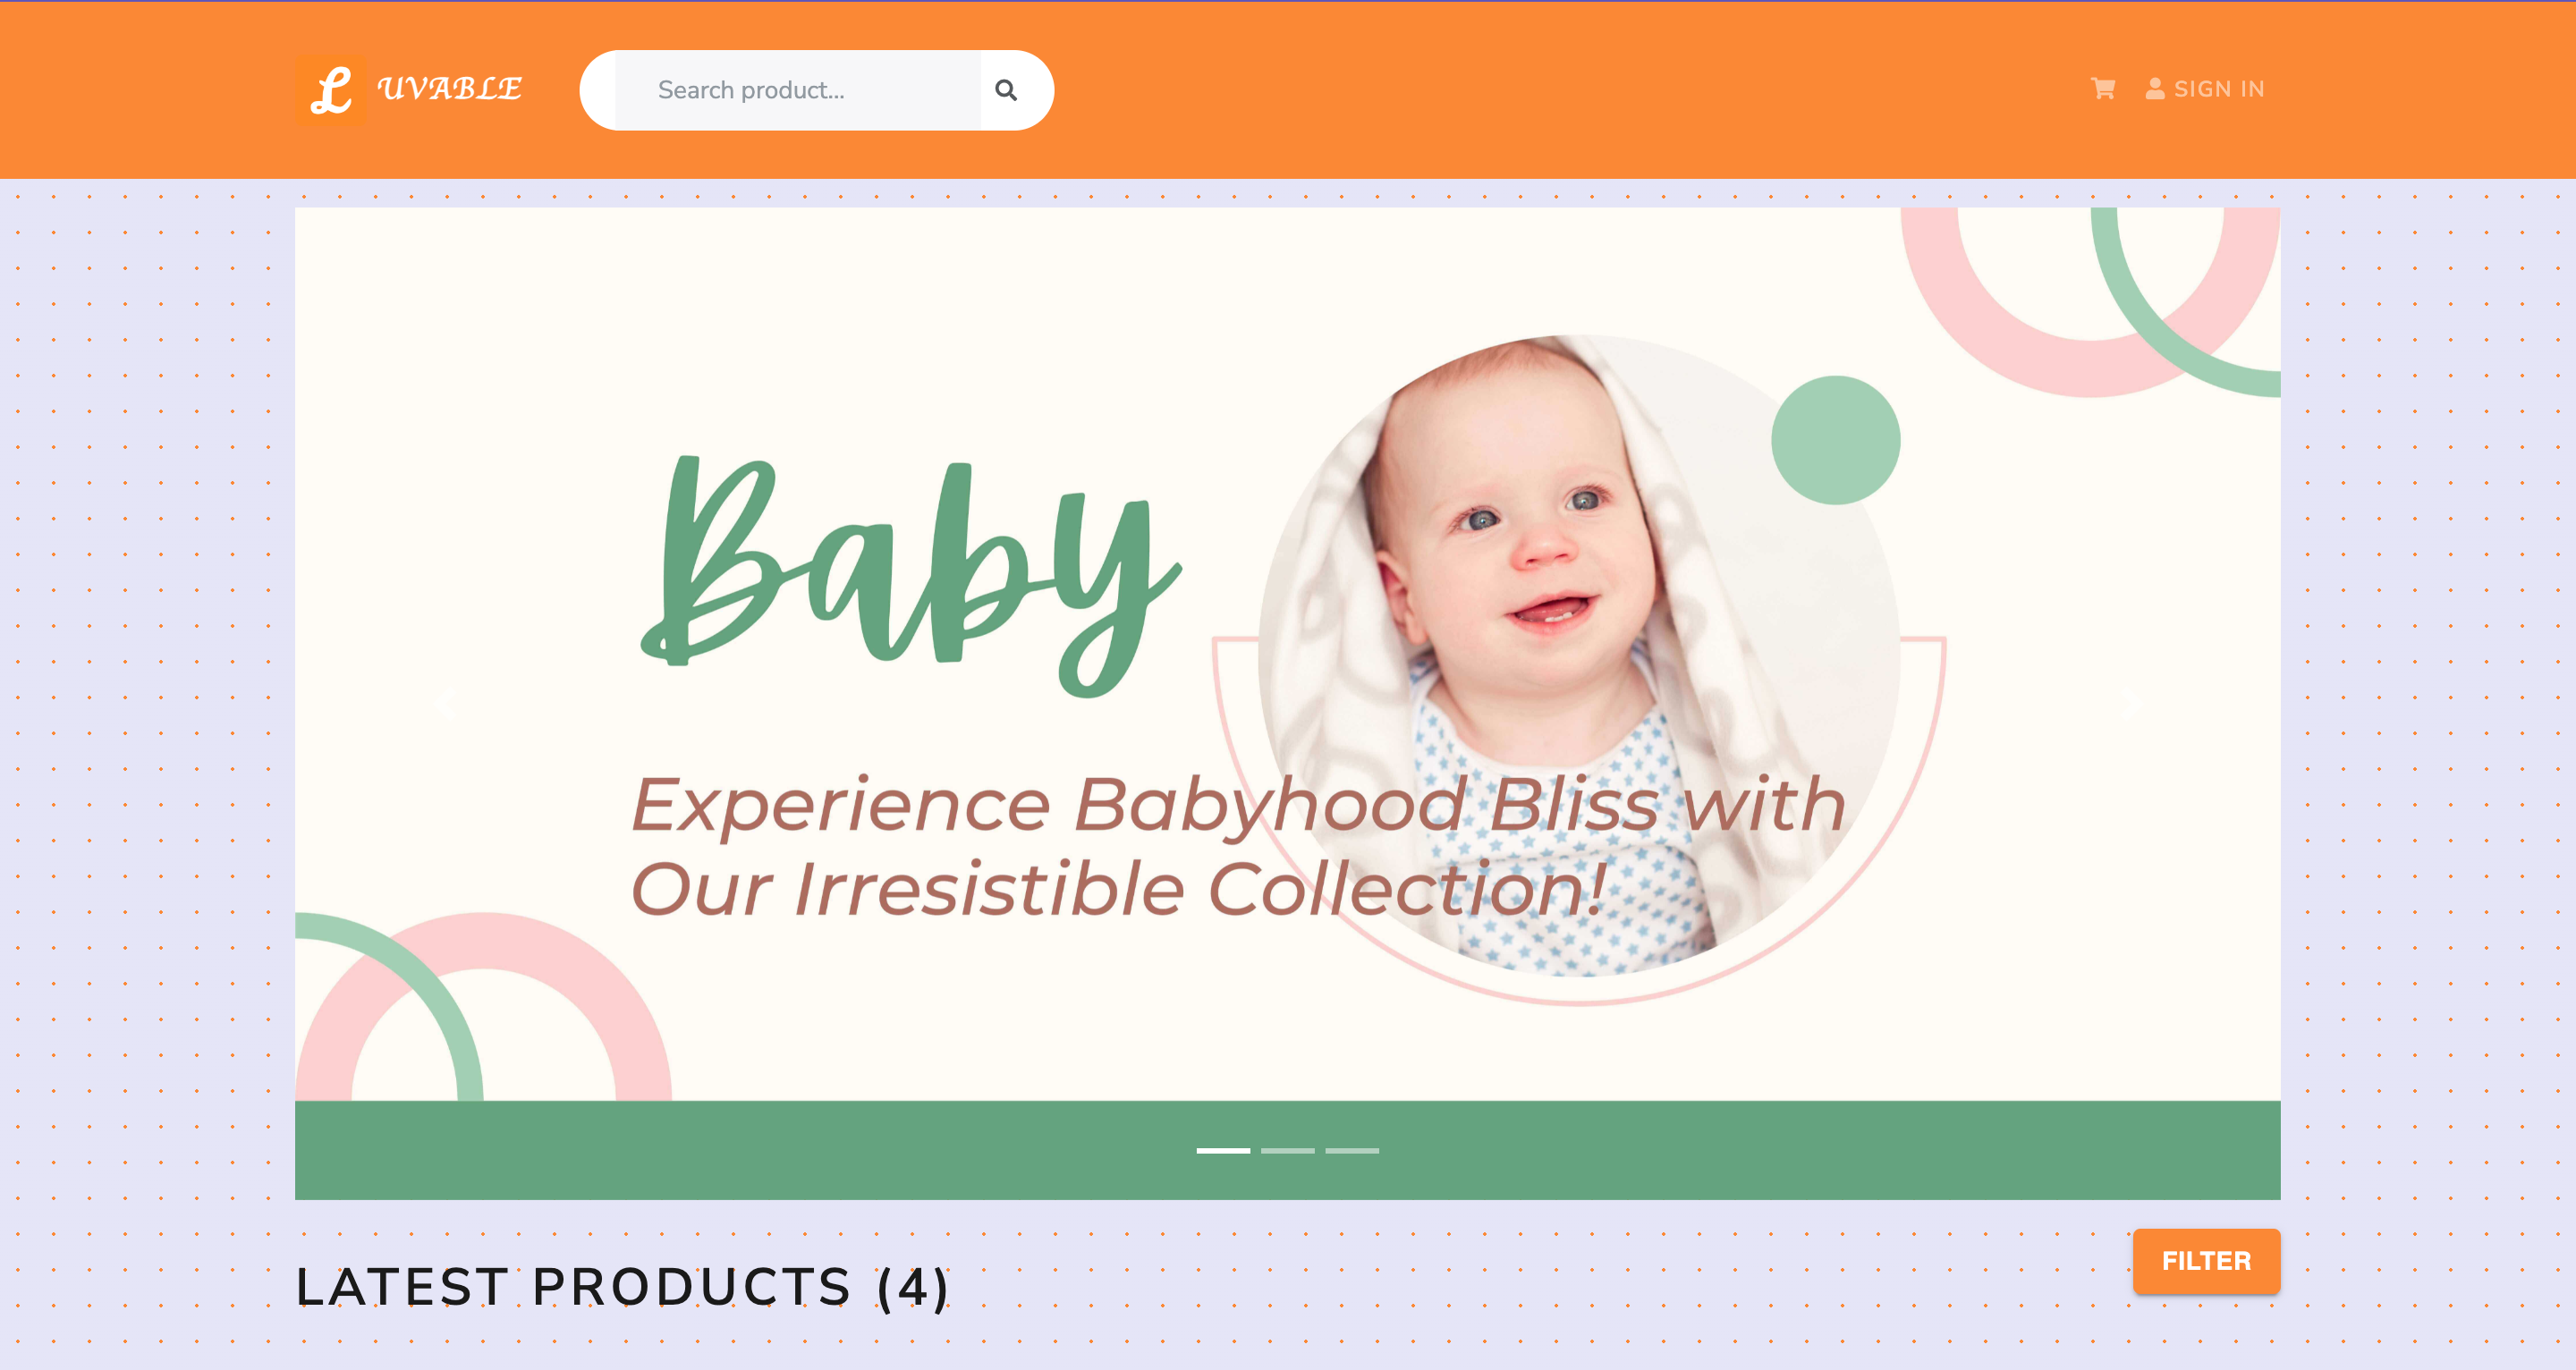 L UVABLE
Search product...
SIGN IN
Baby
Experience Babyhood Bliss with
Our Irresistible Collection!
LATEST PRODUCTS (4)
FILTER